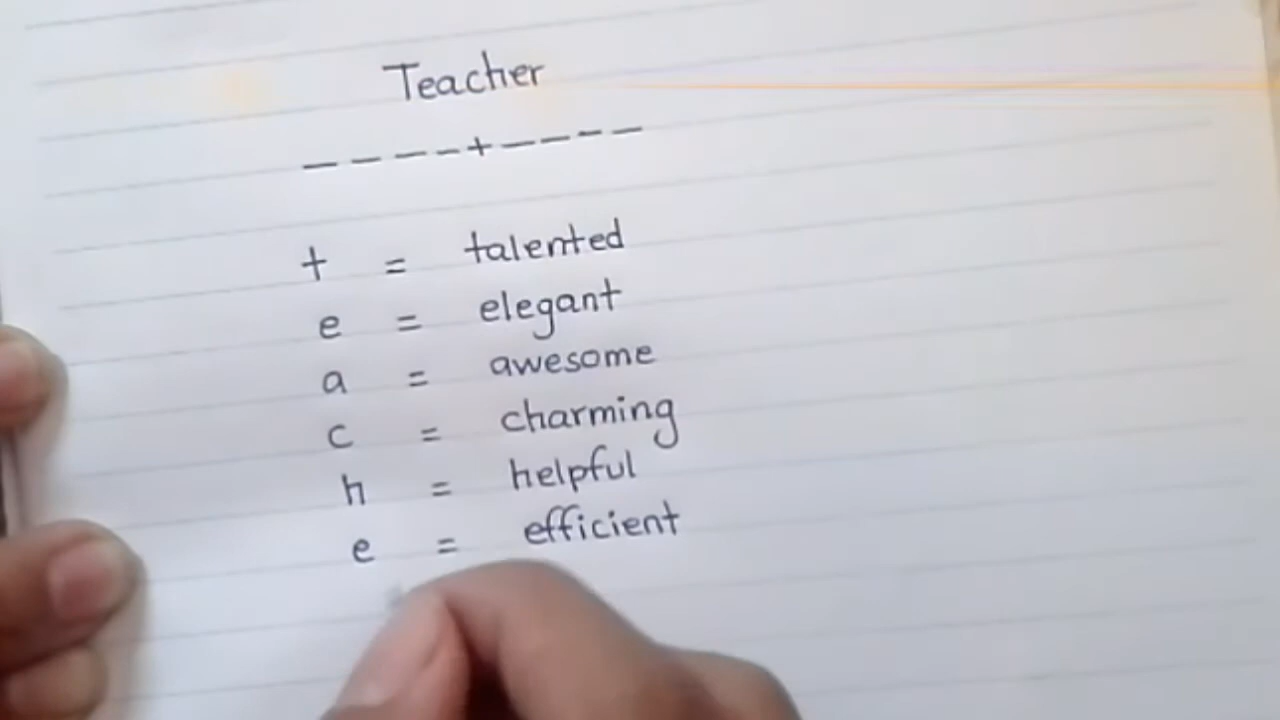 Teacher
----+----
t = talented
e = elegant
a = awesome
c = charming
h = helpful
e = efficient